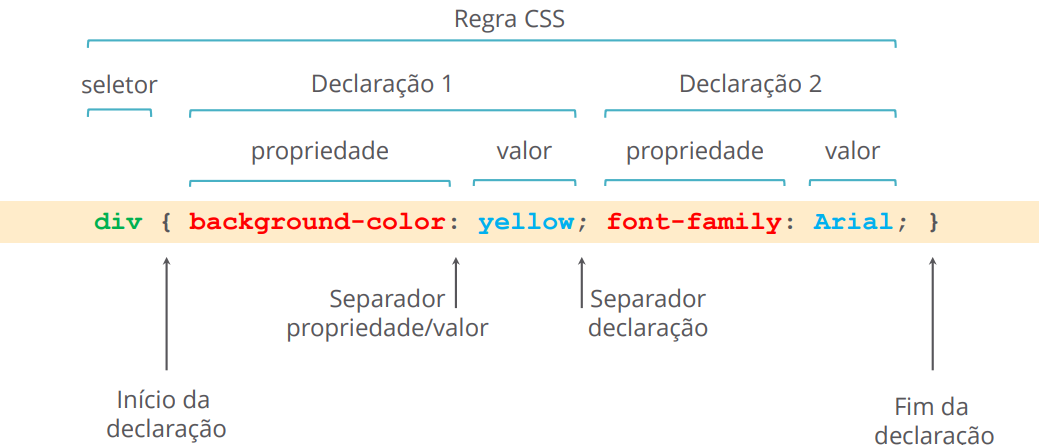 Regra CSS
seletor
Declaração 1
Declaração 2
propriedade
valor
propriedade
valor
div { background-color: yellow; font-family: Arial; }
Separador
propriedade/valor
Separador
declaração
Início da
declaração
Fim da
declaração